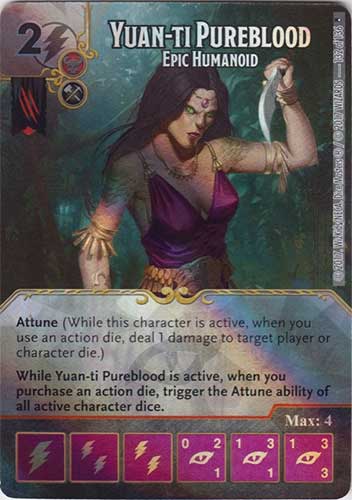 2
YUAN-TI PUREBLOOD
EPIC HUMANOID
Attune (While this character is active, when you
use an action die, deal 1 damage to target player or
character die.)
While Yuan-ti Pureblood is active, when you
purchase an action die, trigger the Attune ability of
all active character dice.
Max: 4
0 2
1
1 3
1
1 3
3